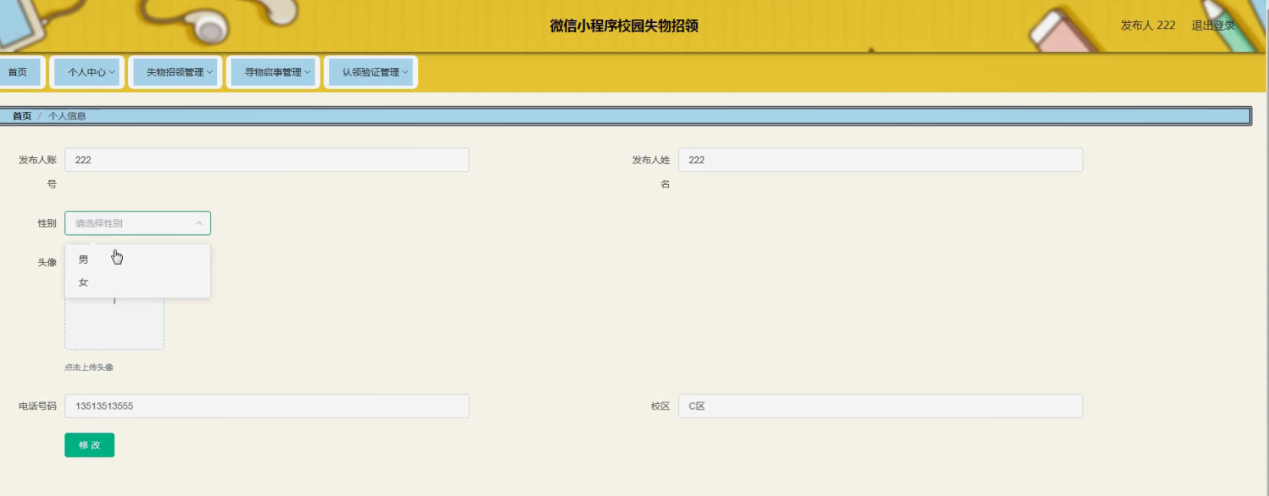 微信小程序校园失物招领
发布人 222 退出登录
首页 个人中心 失物招领管理 寻物启事管理 认领验证管理
首页 / 个人信息
发布人账号 222
发布人姓名 222
性别 请选择性别
男
女
头像
点击上传头像
电话号码 13513513555
校区 C区
修改